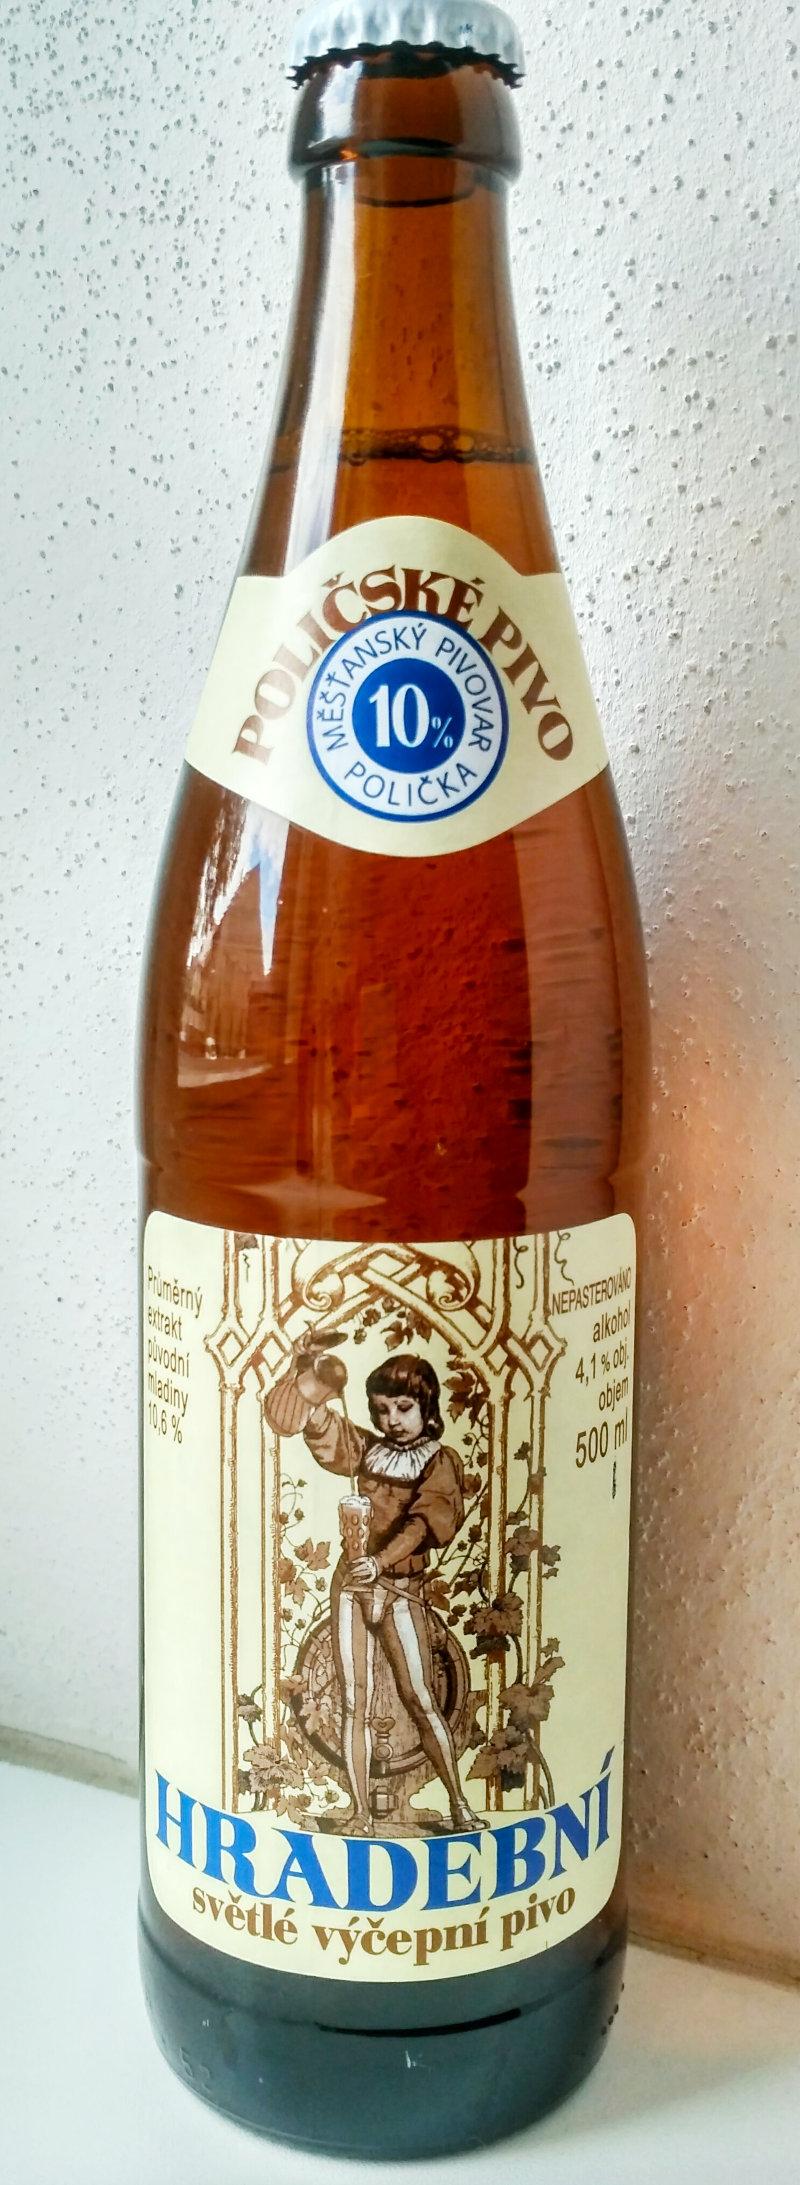 POLIČSKÉ PIVO
MĚŠŤANSKÝ PIVOVAR
10%
POLIČKA
Průměrný
extrakt
původní
mladiny
10,6 %
NEPASTEROVÁNO
alkohol
4,1 % obj.
objem
500 ml
HRADEBNÍ
světlé výčepní pivo
52